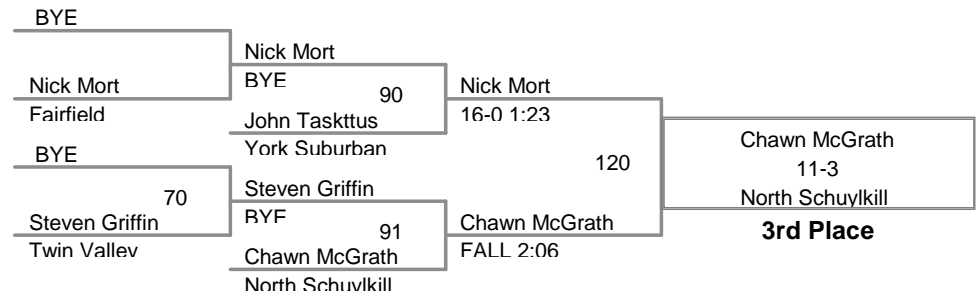 BYE
Nick Mort
Nick Mort
BYE
90
Nick Mort
Fairfield
John Taskttus
16-0 1:23
York Suburban
BYE
Chawn McGrath
120
11-3
70
Steven Griffin
North Schuylkill
Steven Griffin
BYE
91
Chawn McGrath
3rd Place
Twin Valley
Chawn McGrath
FALL 2:06
North Schuylkill